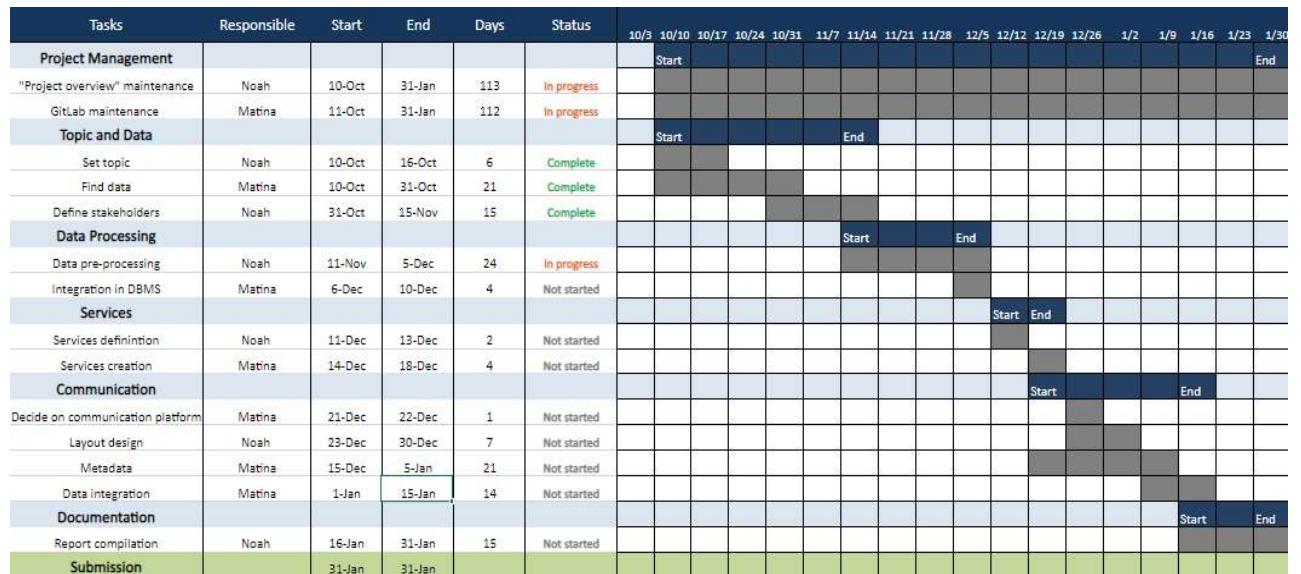 Tasks Responsible Start End Days Status 10/3 10/10 10/17 10/24 10/31 11/7 11/14 11/21 11/28 12/5 12/12 12/19 12/26 1/2 1/9 1/16 1/23 1/30
Project Management Start End
"Project overview" maintenance Noah 10-Oct 31-Jan 113 In progress
GitLab maintenance Matina 11-Oct 31-Jan 112 In progress
Topic and Data Start End
Set topic Noah 10-Oct 16-Oct 6 Complete
Find data Matina 10-Oct 31-Oct 21 Complete
Define stakeholders Noah 31-Oct 15-Nov 15 Complete
Data Processing Start End
Data pre-processing Noah 11-Nov 5-Dec 24 In progress
Integration in DBMS Matina 6-Dec 10-Dec 4 Not started
Services Start End
Services definintion Noah 11-Dec 13-Dec 2 Not started
Services creation Matina 14-Dec 18-Dec 4 Not started
Communication Start End
Decide on communication platform Matina 21-Dec 22-Dec 1 Not started
Layout design Noah 23-Dec 30-Dec 7 Not started
Metadata Matina 15-Dec 5-Jan 21 Not started
Data integration Matina 1-Jan 15-Jan 14 Not started
Documentation Start End
Report compilation Noah 16-Jan 31-Jan 15 Not started
Submission 31-Jan 31-Jan